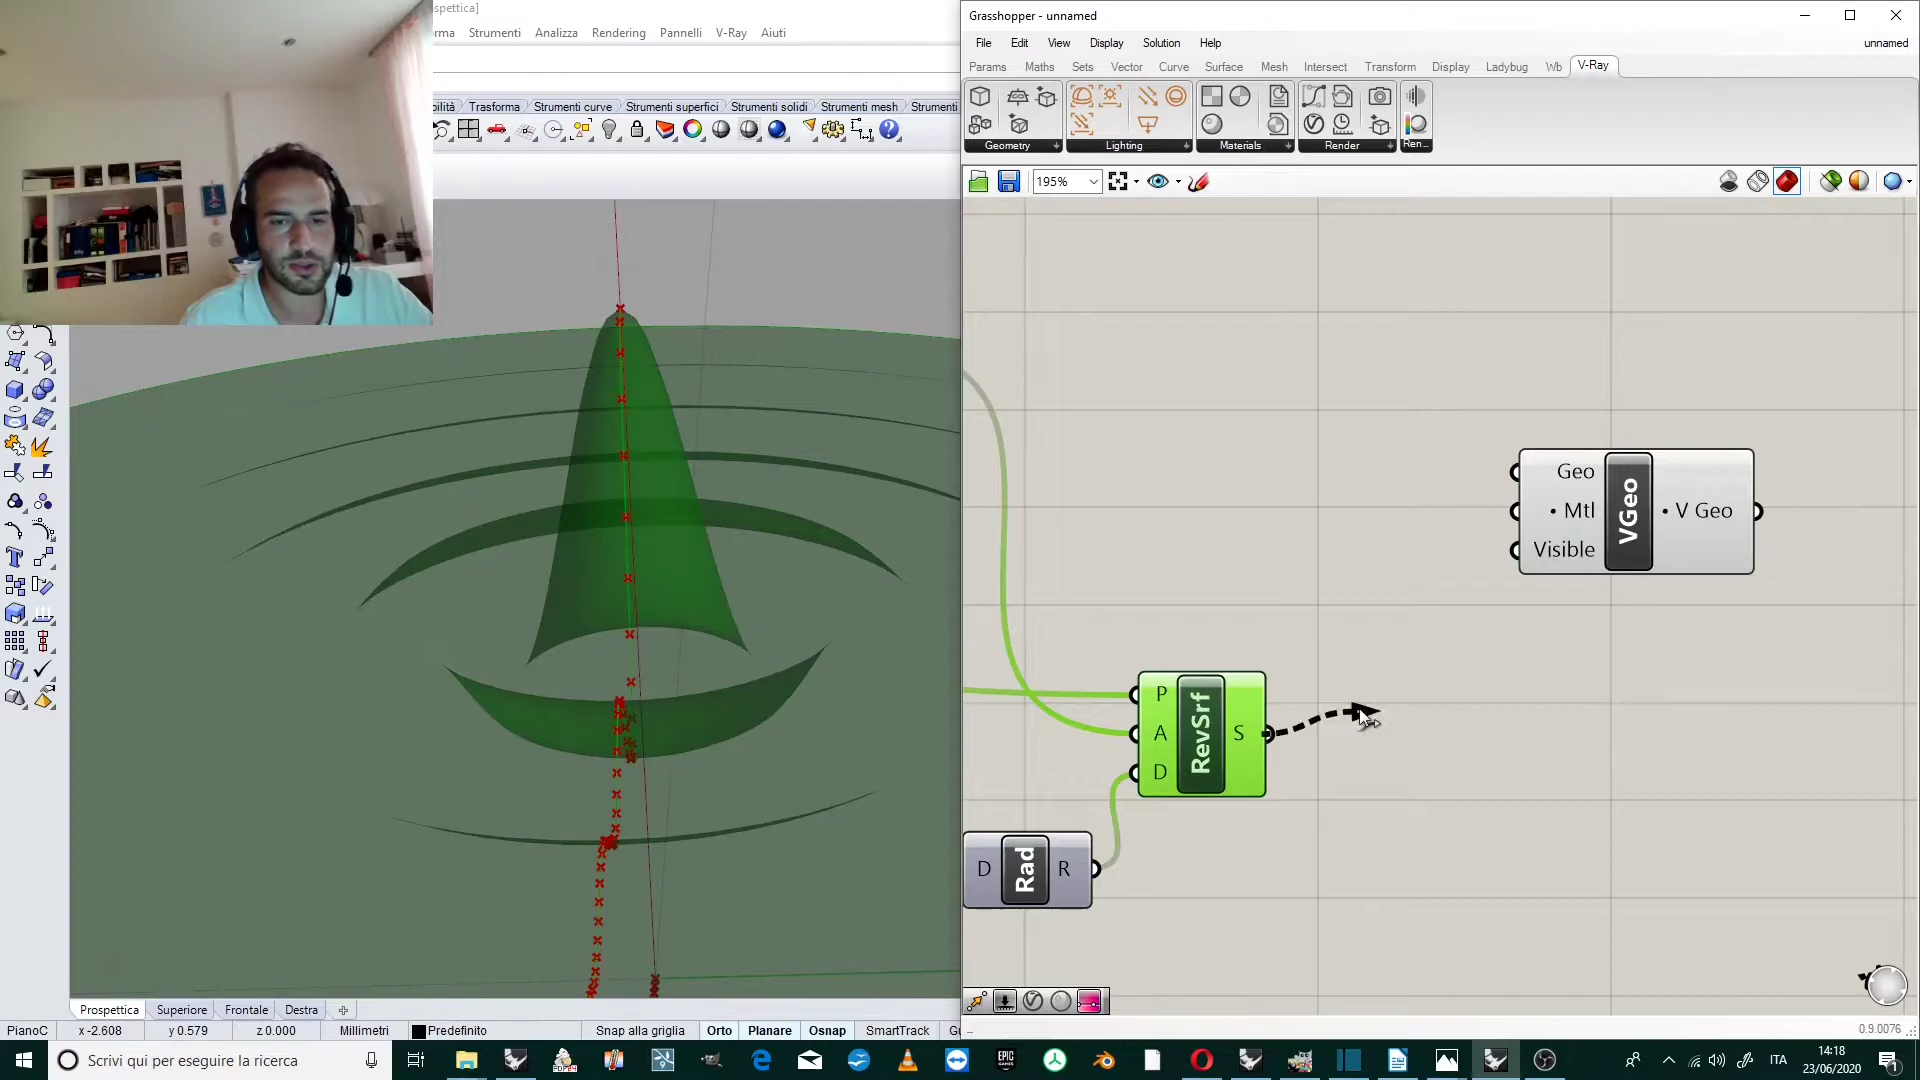 ospettica]
rma Strumenti Analizza Rendering Pannelli V-Ray Aiuti
bilità Trasforma Strumenti curve Strumenti superfici Strumenti solidi Strumenti mesh Strumenti
Grasshopper - unnamed
File Edit View Display Solution Help unnamed
Params Maths Sets Vector Curve Surface Mesh Intersect Transform Display Ladybug Wb V-Ray
Geometry Lighting Materials Render Ren...
195%
Geo
Mtl
Visible
VGeo
V Geo
P
A
D
RevSrf
S
D
Rad
R
Prospettica Superiore Frontale Destra
PianoC x -2.608 y 0.579 z 0.000 Millimetri Predefinito Snap alla griglia Orto Planare Osnap SmartTrack Gu
0.9.0076
Scrivi qui per eseguire la ricerca
ITA
14:18
23/06/2020
1